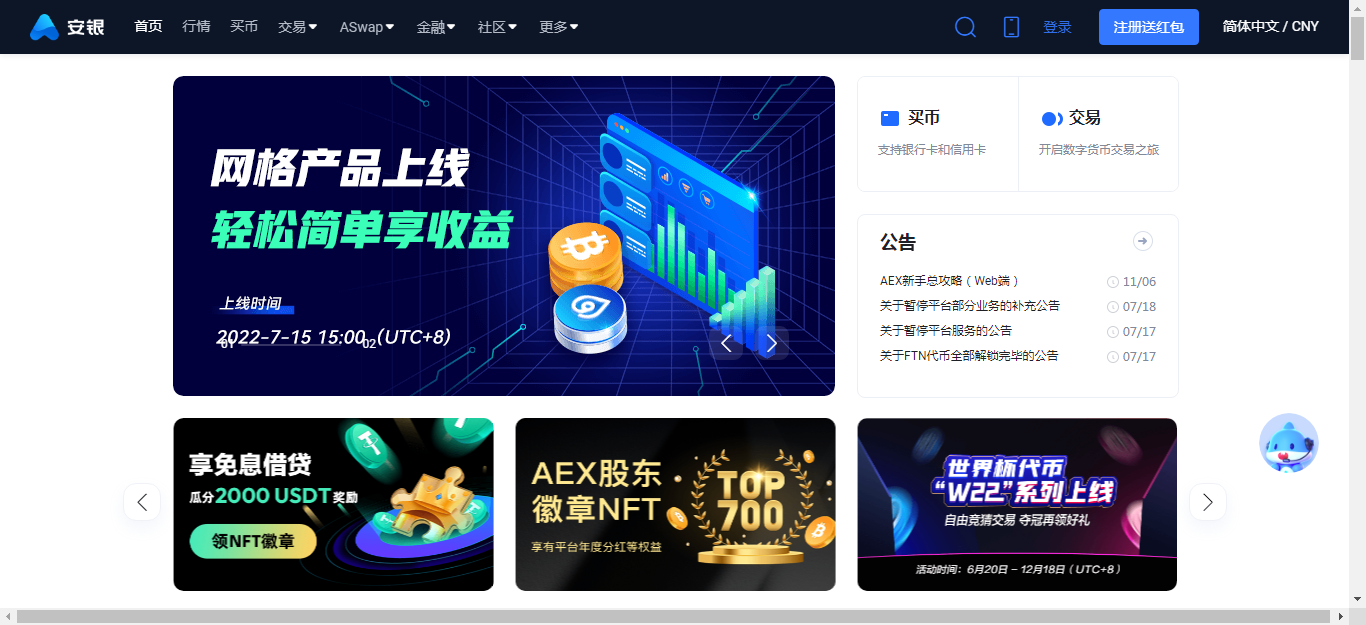 安银
首页 行情 买币 交易 ASwap 金融 社区 更多
登录 注册送红包 简体中文 / CNY
网格产品上线
轻松简单享收益
上线时间
2022-7-15 15:00 (UTC+8)
01
02
买币
支持银行卡和信用卡
交易
开启数字货币交易之旅
公告
AEX新手总攻略（Web端） 11/06
关于暂停平台部分业务的补充公告 07/18
关于暂停平台服务的公告 07/17
关于FTN代币全部解锁完毕的公告 07/17
享免息借贷
瓜分2000 USDT奖励
领NFT徽章
AEX股东
徽章NFT
享有平台年度分红等权益
TOP
700
世界杯代币
“W22”系列上线
自由竞猜交易 夺冠再领好礼
活动时间：6月20日 - 12月18日（UTC+8）